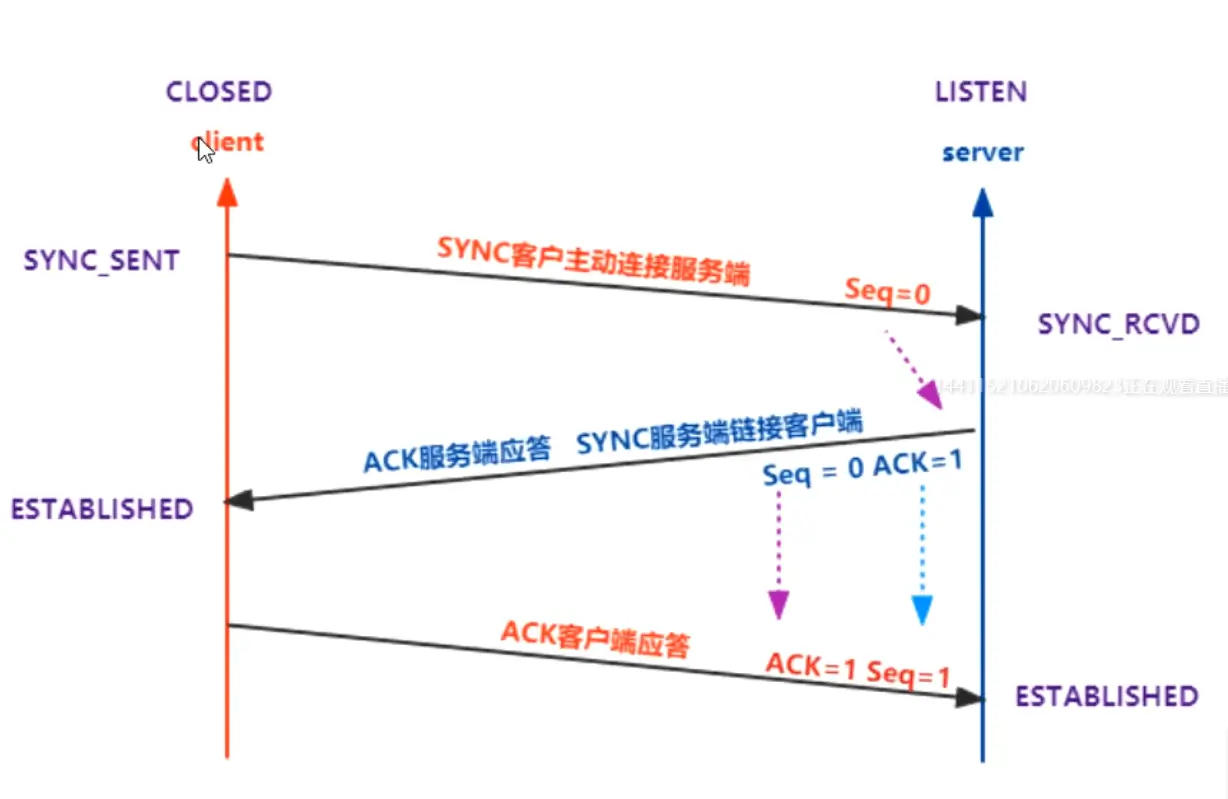 CLOSED
LISTEN
client
server
SYNC_SENT
SYNC客户主动连接服务端
Seq=0
SYNC_RCVD
ACK服务端应答 SYNC服务端链接客户端
Seq = 0 ACK=1
ESTABLISHED
ACK客户端应答
ACK=1 Seq=1
ESTABLISHED
正在观看直播